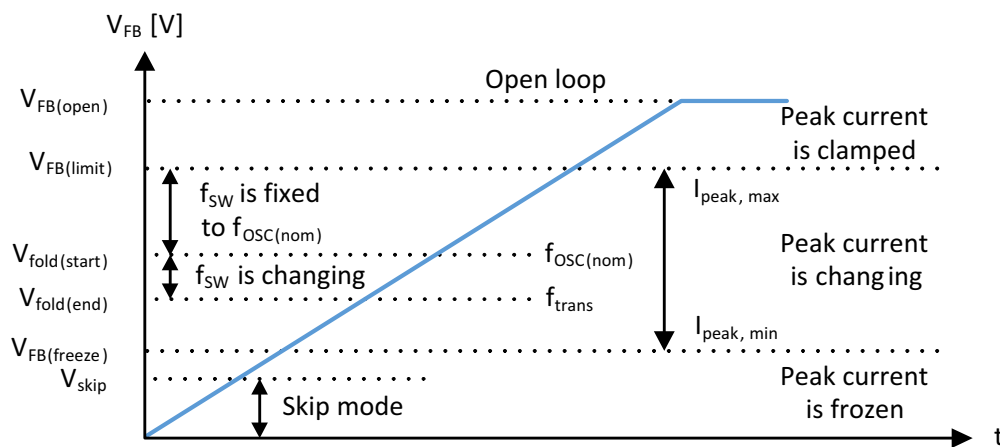 V_FB [V]
Open loop
V_FB(open)
Peak current
is clamped
V_FB(limit)
f_SW is fixed
to f_OSC(nom)
I_peak, max
V_fold(start)
f_OSC(nom)
Peak current
is changing
f_SW is changing
V_fold(end)
f_trans
I_peak, min
V_FB(freeze)
V_skip
Skip mode
Peak current
is frozen
t